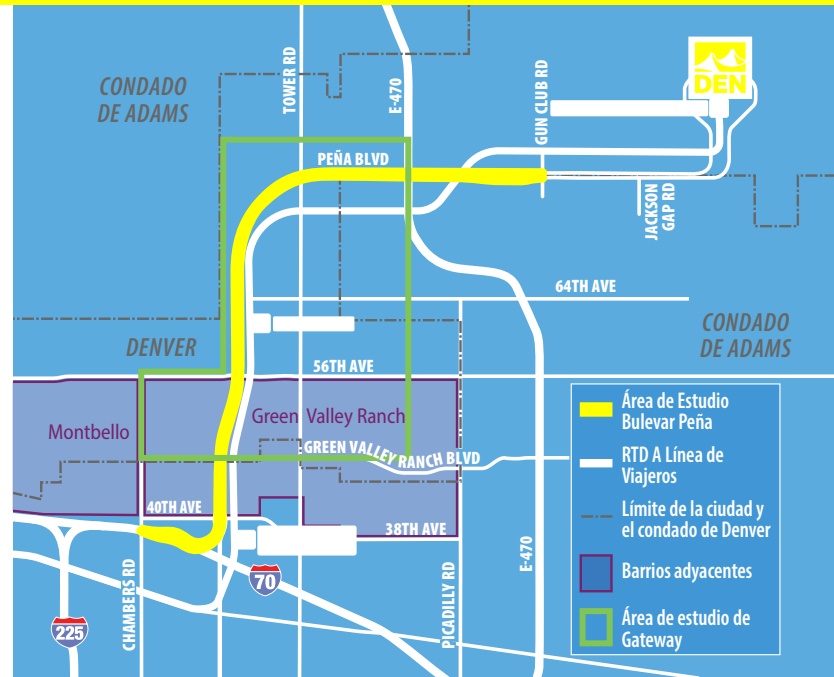 CONDADO
DE ADAMS
TOWER RD
E-470
GUN CLUB RD
DEN
PEÑA BLVD
JACKSON
GAP RD
64TH AVE
CONDADO
DE ADAMS
DENVER
56TH AVE
Montbello
Green Valley Ranch
GREEN VALLEY RANCH BLVD
40TH AVE
38TH AVE
CHAMBERS RD
70
225
PICADILLY RD
E-470
Área de Estudio
Bulevar Peña
RTD A Línea de
Viajeros
Límite de la ciudad y
el condado de Denver
Barrios adyacentes
Área de estudio de
Gateway